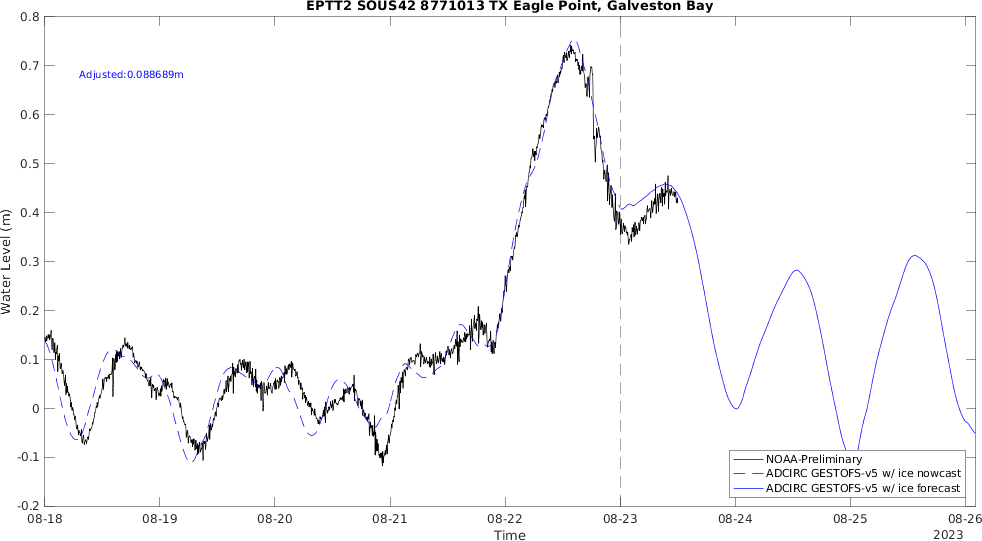 EPTT2 SOUS42 8771013 TX Eagle Point, Galveston Bay
0.8
0.7
Adjusted:0.088689m
0.6
0.5
0.4
0.3
0.2
0.1
0
-0.1
-0.2
Water Level (m)
NOAA-Preliminary
ADCIRC GESTOFS-v5 w/ ice nowcast
ADCIRC GESTOFS-v5 w/ ice forecast
08-18 08-19 08-20 08-21 08-22 08-23 08-24 08-25 08-26
Time
2023